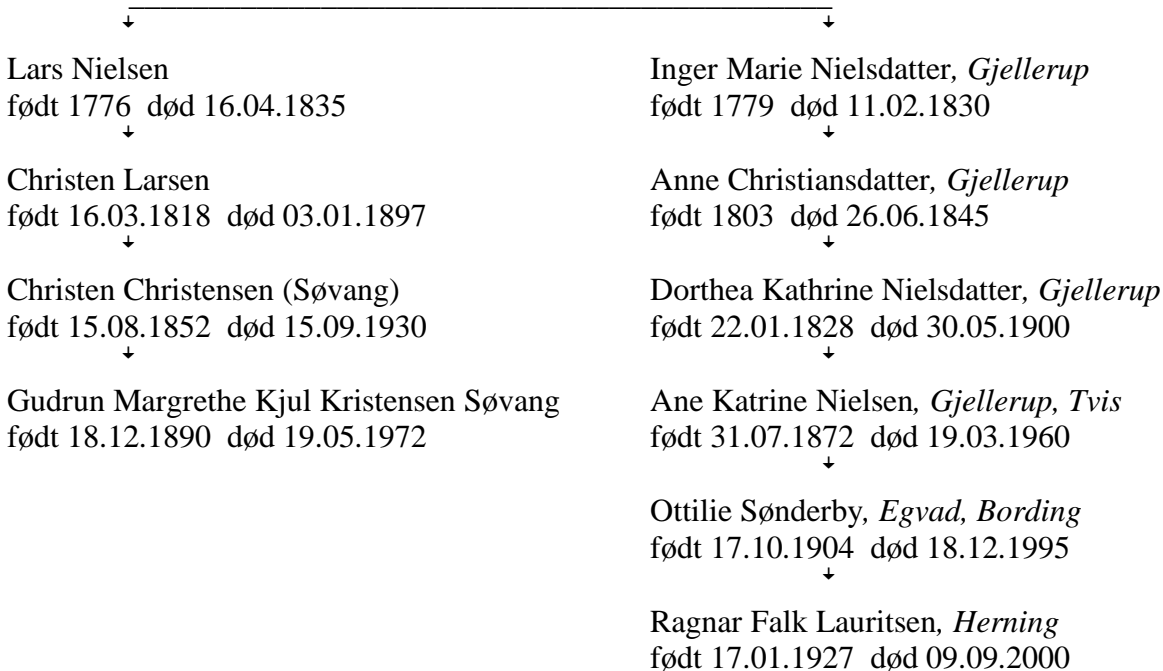 Lars Nielsen
født 1776 død 16.04.1835
Christen Larsen
født 16.03.1818 død 03.01.1897
Christen Christensen (Søvang)
født 15.08.1852 død 15.09.1930
Gudrun Margrethe Kjul Kristensen Søvang
født 18.12.1890 død 19.05.1972
Inger Marie Nielsdatter, Gjellerup
født 1779 død 11.02.1830
Anne Christiansdatter, Gjellerup
født 1803 død 26.06.1845
Dorthea Kathrine Nielsdatter, Gjellerup
født 22.01.1828 død 30.05.1900
Ane Katrine Nielsen, Gjellerup, Tvis
født 31.07.1872 død 19.03.1960
Ottilie Sønderby, Egvad, Bording
født 17.10.1904 død 18.12.1995
Ragnar Falk Lauritsen, Herning
født 17.01.1927 død 09.09.2000